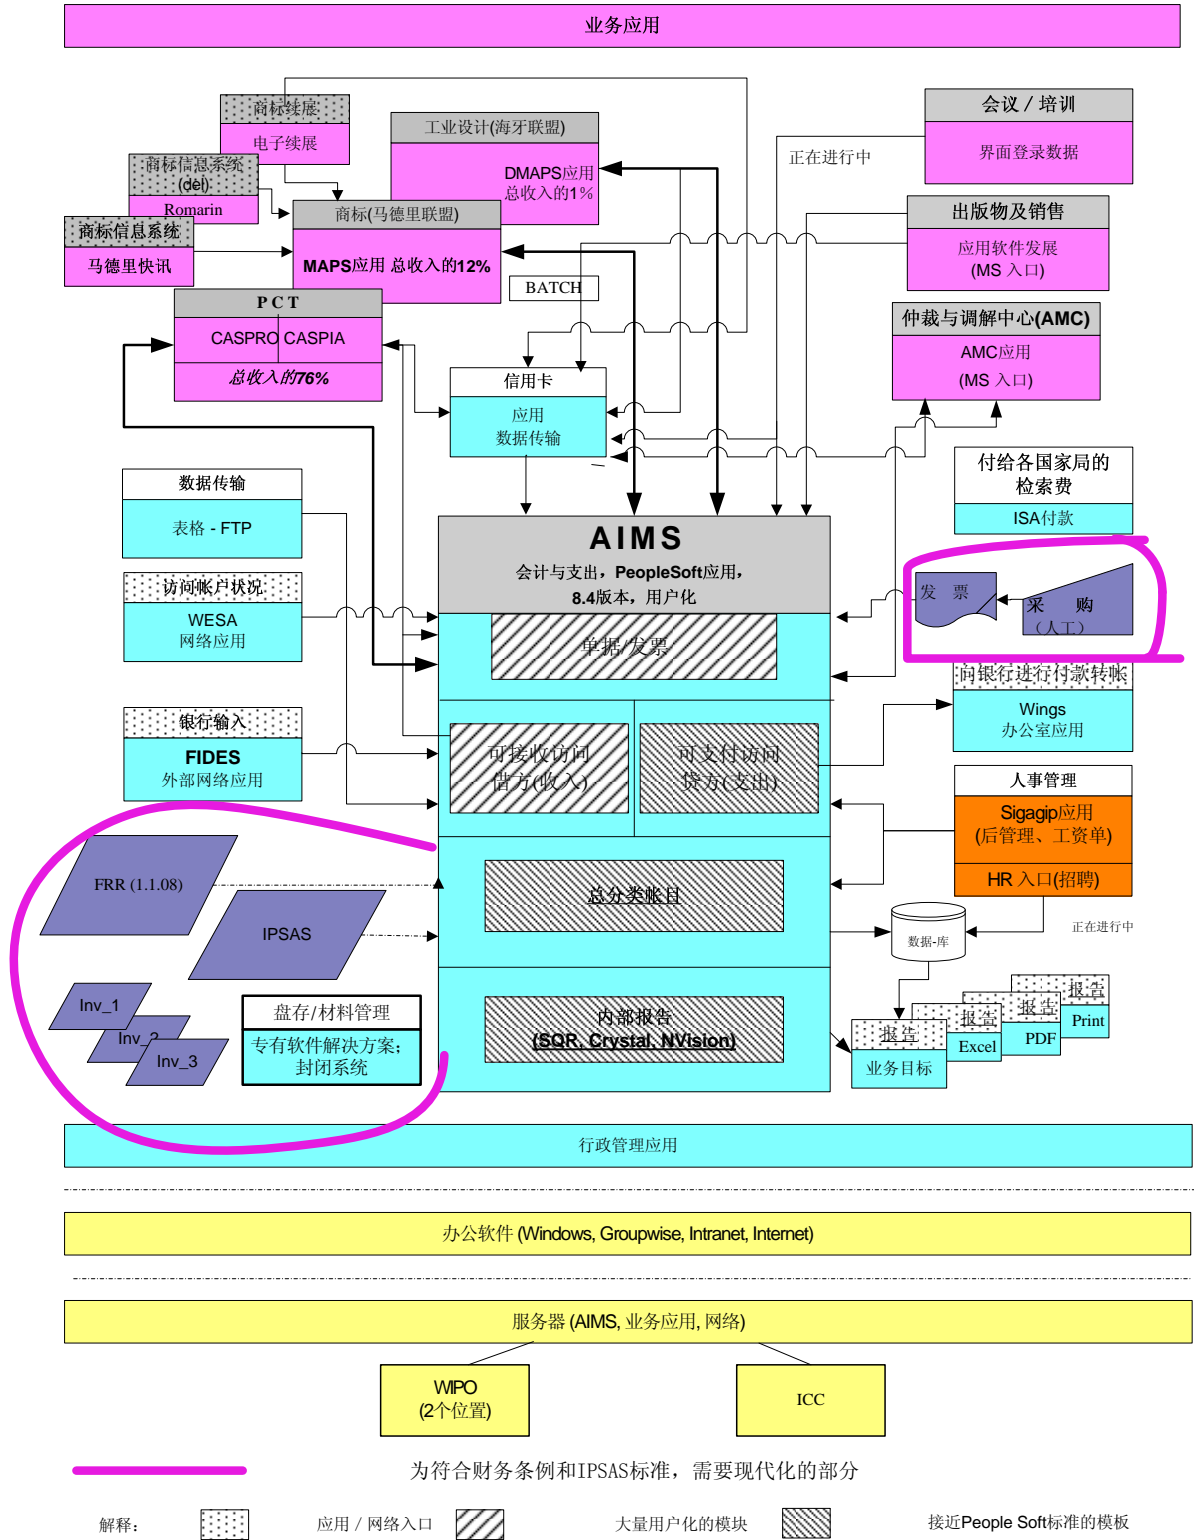 业务应用
商标续展
电子续展
商标信息系统
(del)
Romarin
商标信息系统
马德里快讯
工业设计(海牙联盟)
DMAPS应用
总收入的1%
商标(马德里联盟)
MAPS应用 总收入的12%
BATCH
P C T
CASPRO CASPIA
总收入的76%
正在进行中
会议 / 培训
界面登录数据
出版物及销售
应用软件发展
(MS 入口)
仲裁与调解中心(AMC)
AMC应用
(MS 入口)
信用卡
应用
数据传输
付给各国家局的
检索费
ISA付款
数据传输
表格 - FTP
访问帐户状况
WESA
网络应用
银行输入
FIDES
外部网络应用
AIMS
会计与支出，PeopleSoft应用，
8.4版本，用户化
单据/发票
可接收访问
借方(收入)
可支付访问
贷方(支出)
总分类帐目
内部报告
(SQR, Crystal, NVision)
发 票
采 购
（人工）
向银行进行付款转帐
Wings
办公室应用
人事管理
Sigagip应用
(后管理、工资单)
HR 入口(招聘)
数据-库
正在进行中
FRR (1.1.08)
IPSAS
Inv_1
Inv_2
Inv_3
盘存/材料管理
专有软件解决方案；
封闭系统
报告
业务目标
报告
Excel
报告
PDF
报告
Print
行政管理应用
办公软件 (Windows, Groupwise, Intranet, Internet)
服务器 (AIMS, 业务应用, 网络)
WIPO
(2个位置)
ICC
为符合财务条例和IPSAS标准，需要现代化的部分
解释：
应用 / 网络入口
大量用户化的模块
接近People Soft标准的模板